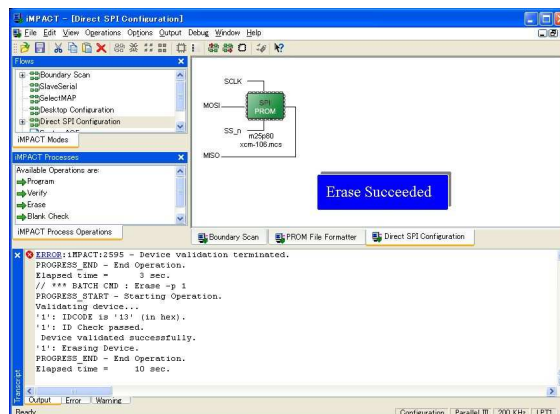 iMPACT - [Direct SPI Configuration]
File Edit View Operations Options Output Debug Window Help
Flows
Boundary Scan
SlaveSerial
SelectMAP
Desktop Configuration
Direct SPI Configuration
iMPACT Modes
iMPACT Processes
Available Operations are:
Program
Verify
Erase
Blank Check
iMPACT Process Operations
SCLK
MOSI
SPI
PROM
SS_n
m25p80
xcm-106.mcs
MISO
Erase Succeeded
Boundary Scan
PROM File Formatter
Direct SPI Configuration
ERROR:iMPACT:2595 - Device validation terminated.
PROGRESS_END - End Operation.
Elapsed time = 3 sec.
// *** BATCH CMD : Erase -p 1
PROGRESS_START - Starting Operation.
Validating device...
'1': IDCODE is '13' (in hex).
'1': ID Check passed.
Device validated successfully.
'1': Erasing Device.
PROGRESS_END - End Operation.
Elapsed time = 10 sec.
Transcript
Output Error Warning
Ready
Configuration Parallel III 200 KHz LPT1